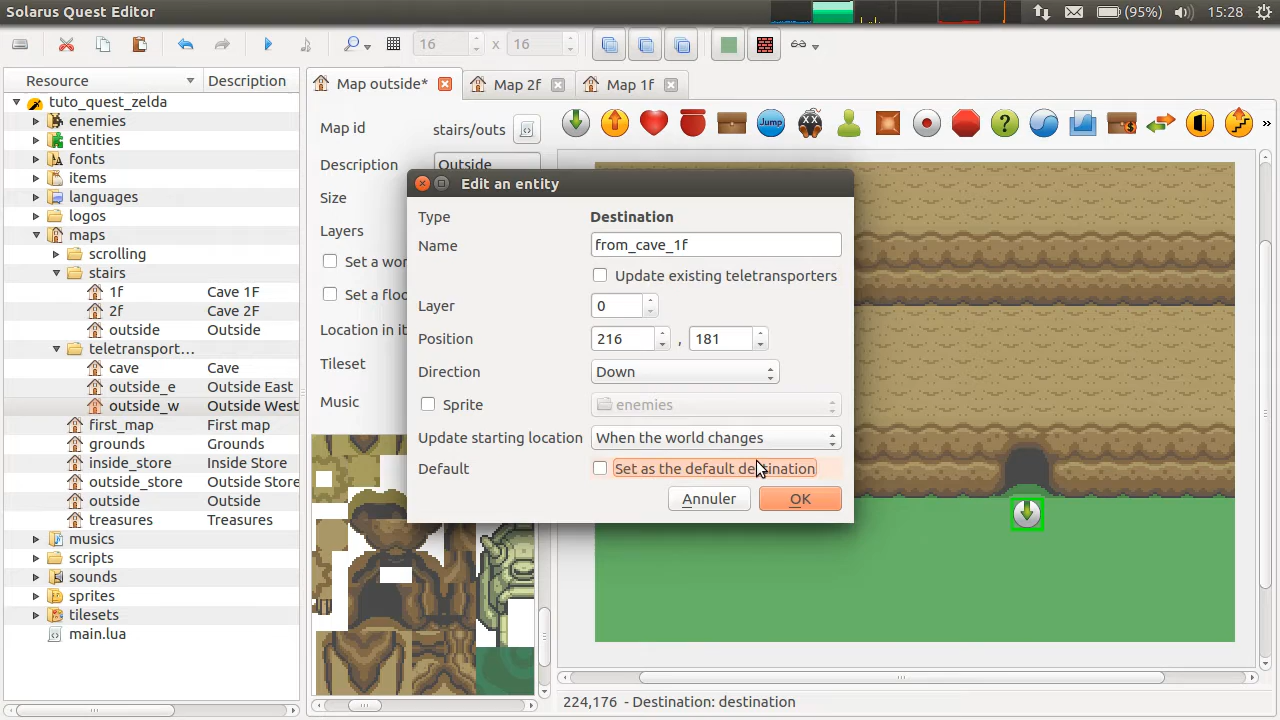 Solarus Quest Editor
(95%)
15:28
16 x 16
Resource
Description
tuto_quest_zelda
enemies
entities
fonts
items
languages
logos
maps
scrolling
stairs
1f Cave 1F
2f Cave 2F
outside Outside
teletransport...
cave Cave
outside_e Outside East
outside_w Outside West
first_map First map
grounds Grounds
inside_store Inside Store
outside_store Outside Store
outside Outside
treasures Treasures
musics
scripts
sounds
sprites
tilesets
main.lua
Map outside*
Map 2f
Map 1f
Map id stairs/outs
Description Outside
Size
Layers
Set a wor
Set a floo
Location in it
Tileset
Music
Jump
»
Edit an entity
Type Destination
Name from_cave_1f
Update existing teletransporters
Layer 0
Position 216 , 181
Direction Down
Sprite enemies
Update starting location When the world changes
Default Set as the default destination
Annuler
OK
224,176 - Destination: destination